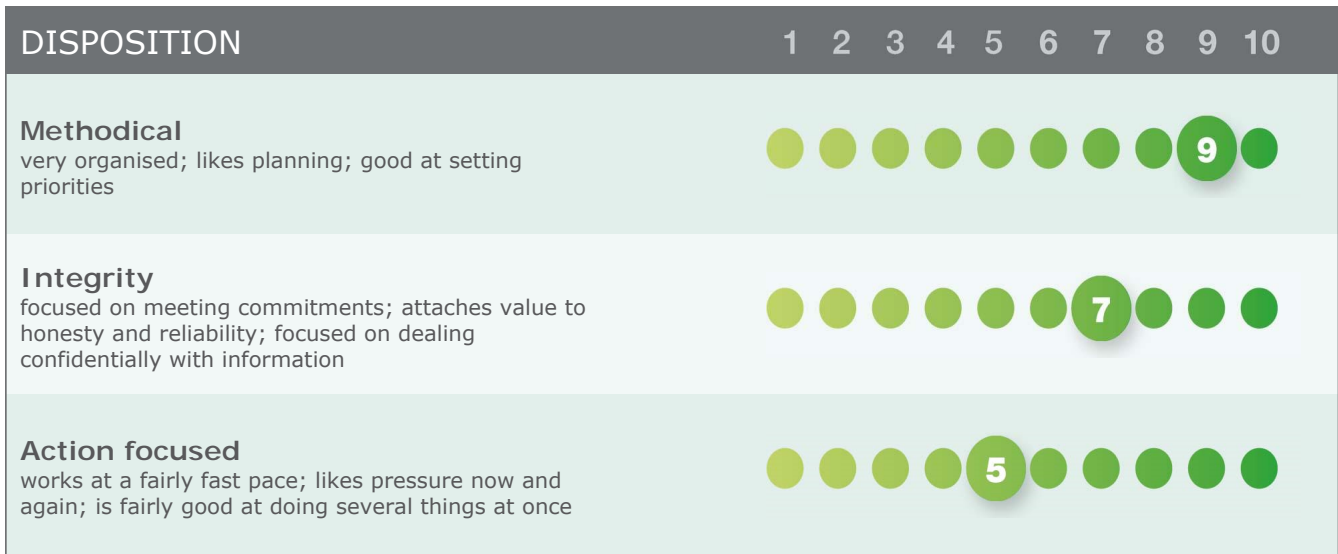 DISPOSITION 1 2 3 4 5 6 7 8 9 10
Methodical
very organised; likes planning; good at setting
priorities
9
Integrity
focused on meeting commitments; attaches value to
honesty and reliability; focused on dealing
confidentially with information
7
Action focused
works at a fairly fast pace; likes pressure now and
again; is fairly good at doing several things at once
5